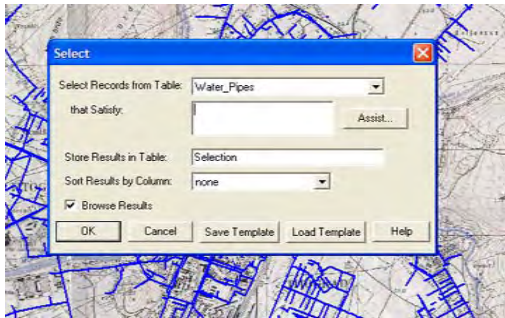 Select
Select Records from Table: Water_Pipes
that Satisfy:
Assist...
Store Results in Table: Selection
Sort Results by Column: none
Browse Results
OK Cancel Save Template Load Template Help